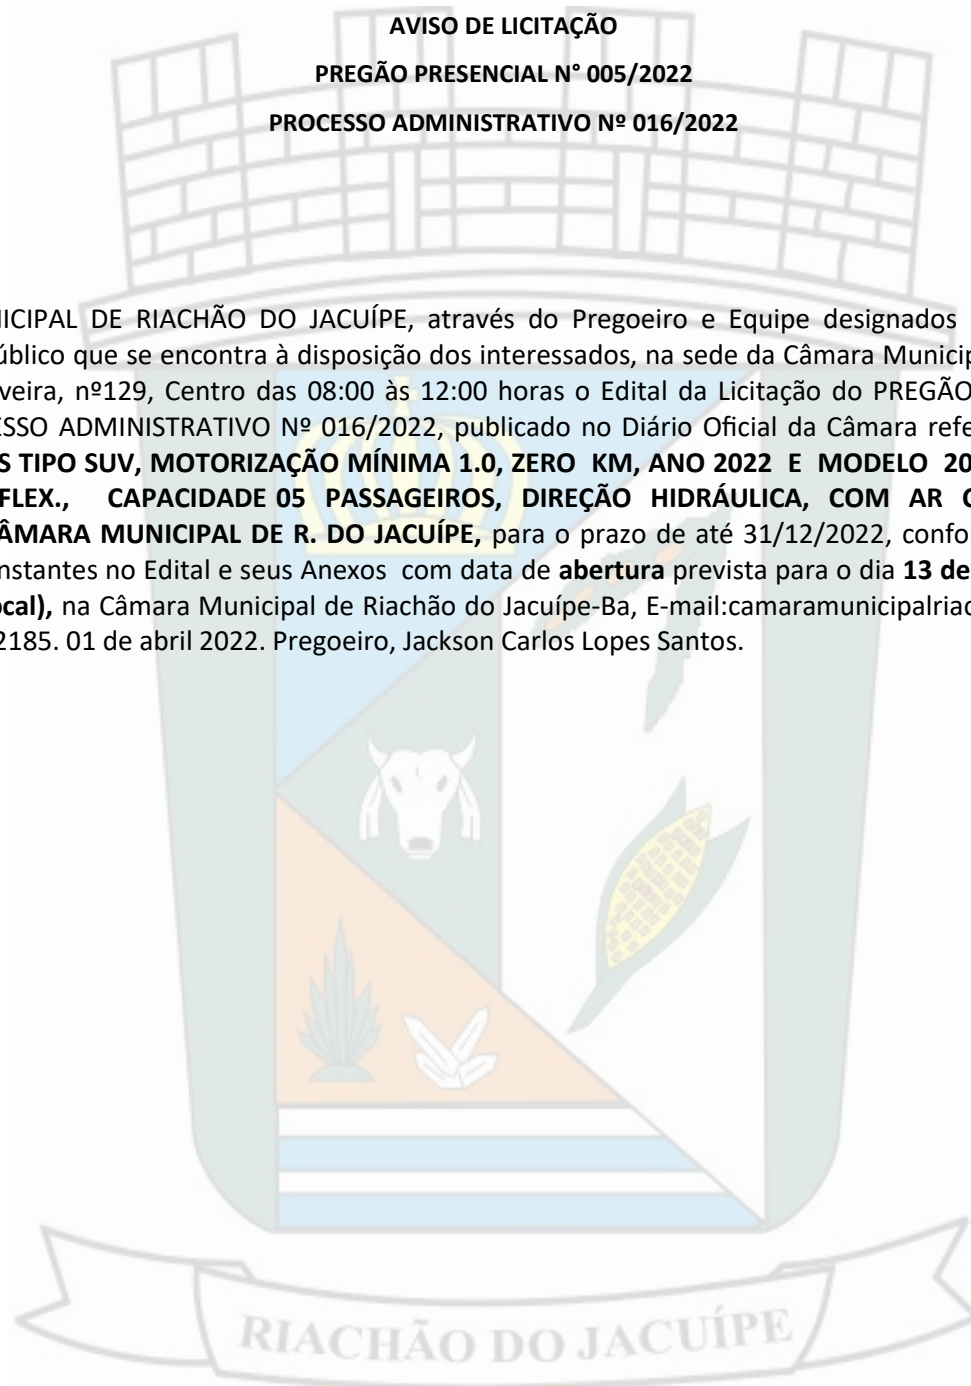 AVISO DE LICITAÇÃO
PREGÃO PRESENCIAL N° 005/2022
PROCESSO ADMINISTRATIVO Nº 016/2022
NICIPAL DE RIACHÃO DO JACUÍPE, através do Pregoeiro e Equipe designados
úblico que se encontra à disposição dos interessados, na sede da Câmara Municip
veira, nº129, Centro das 08:00 às 12:00 horas o Edital da Licitação do PREGÃO
ESSO ADMINISTRATIVO Nº 016/2022, publicado no Diário Oficial da Câmara refe
S TIPO SUV, MOTORIZAÇÃO MÍNIMA 1.0, ZERO KM, ANO 2022 E MODELO 20
FLEX., CAPACIDADE 05 PASSAGEIROS, DIREÇÃO HIDRÁULICA, COM AR
ÂMARA MUNICIPAL DE R. DO JACUÍPE, para o prazo de até 31/12/2022, confo
nstantes no Edital e seus Anexos com data de abertura prevista para o dia 13 de
ocal), na Câmara Municipal de Riachão do Jacuípe-Ba, E-mail:camaramunicipalriac
2185. 01 de abril 2022. Pregoeiro, Jackson Carlos Lopes Santos.
RIACHÃO DO JACUÍPE